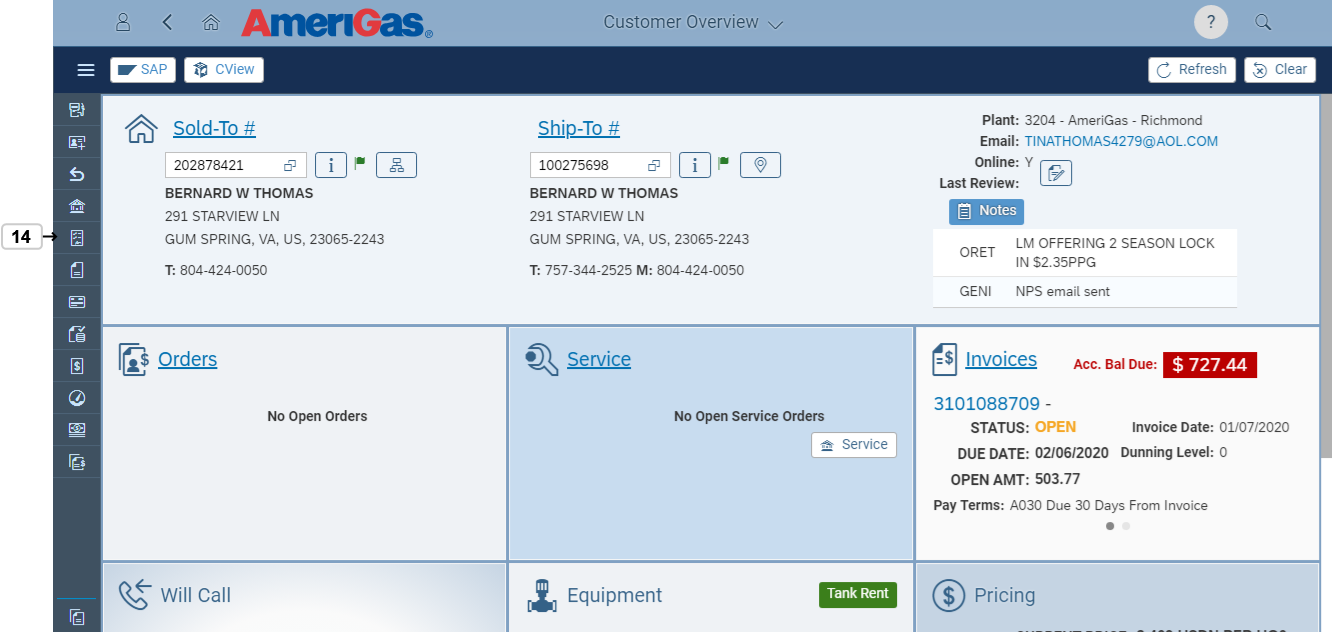 AmeriGas.
Customer Overview
?
SAP
CView
Refresh
Clear
14
Sold-To #
202878421
i
BERNARD W THOMAS
291 STARVIEW LN
GUM SPRING, VA, US, 23065-2243
T: 804-424-0050
Ship-To #
100275698
i
BERNARD W THOMAS
291 STARVIEW LN
GUM SPRING, VA, US, 23065-2243
T: 757-344-2525 M: 804-424-0050
Plant: 3204 - AmeriGas - Richmond
Email: TINATHOMAS4279@AOL.COM
Online: Y
Last Review:
Notes
ORET LM OFFERING 2 SEASON LOCK
IN $2.35PPG
GENI NPS email sent
Orders
No Open Orders
Service
No Open Service Orders
Service
Invoices Acc. Bal Due: $ 727.44
3101088709 -
STATUS: OPEN Invoice Date: 01/07/2020
DUE DATE: 02/06/2020 Dunning Level: 0
OPEN AMT: 503.77
Pay Terms: A030 Due 30 Days From Invoice
Will Call
Equipment Tank Rent
Pricing